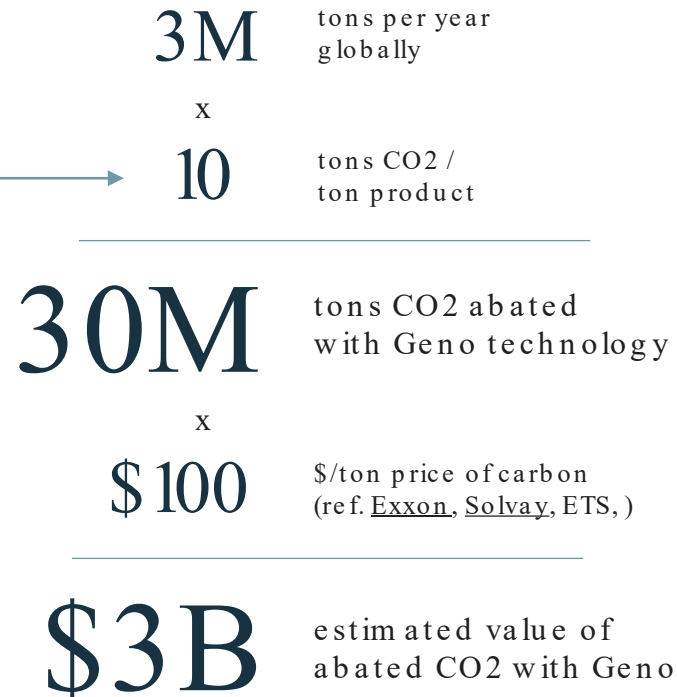 3M
tons per year
globally
x
10
tons CO2 /
ton product
30M
tons CO2 abated
with Geno technology
x
$100
$/ton price of carbon
(ref. Exxon, Solvay, ETS, )
$3B
estimated value of
abated CO2 with Geno